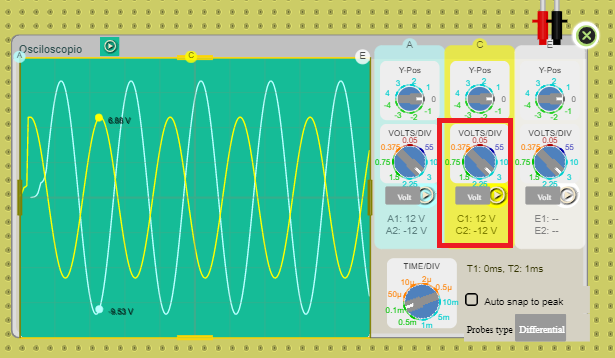 Osciloscopio
A
C
E
A
C
E
6.88 V
-9.53 V
Y-Pos
4 3 2 1 0 -1 -2 -3 -4
Y-Pos
4 3 2 1 0 -1 -2 -3 -4
Y-Pos
4 3 2 1 0 -1 -2 -3 -4
VOLTS/DIV
0.05
0.375 55
0.75 10
1.5 3
2.25
VOLTS/DIV
0.05
0.375 55
0.75 10
1.5 3
2.25
VOLTS/DIV
0.05
0.375 55
0.75 10
1.5 3
2.25
Volt
Volt
Volt
A1: 12 V
A2: -12 V
C1: 12 V
C2: -12 V
E1: --
E2: --
TIME/DIV
10µ 2µ
50µ 0.5µ
0.1m 10m
0.5m 5m
1m
T1: 0ms, T2: 1ms
Auto snap to peak
Probes type Differential